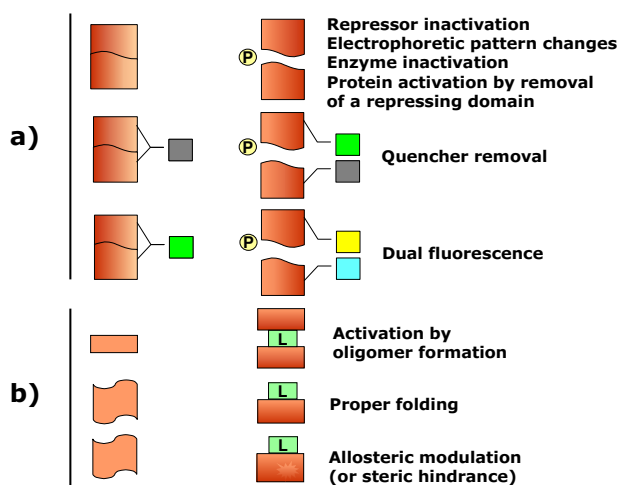 a)
P
Repressor inactivation
Electrophoretic pattern changes
Enzyme inactivation
Protein activation by removal
of a repressing domain
P
Quencher removal
P
Dual fluorescence
b)
L
Activation by
oligomer formation
L
Proper folding
L
Allosteric modulation
(or steric hindrance)